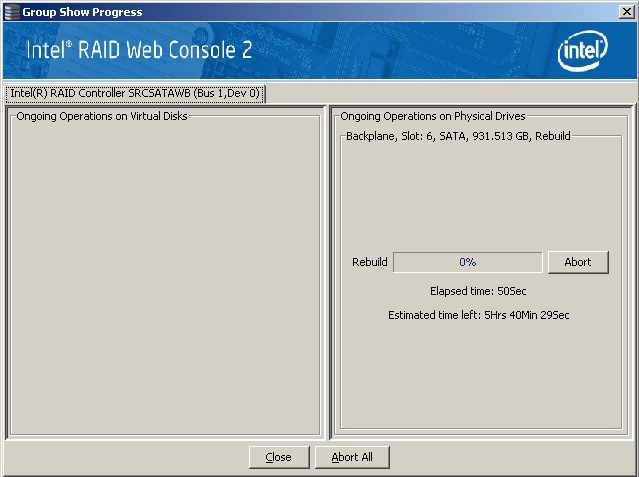 Group Show Progress
Intel® RAID Web Console 2
intel®
Intel(R) RAID Controller SRCSATAWB (Bus 1,Dev 0)
Ongoing Operations on Virtual Disks
Ongoing Operations on Physical Drives
Backplane, Slot: 6, SATA, 931.513 GB, Rebuild
Rebuild 0% Abort
Elapsed time: 50Sec
Estimated time left: 5Hrs 40Min 29Sec
Close Abort All